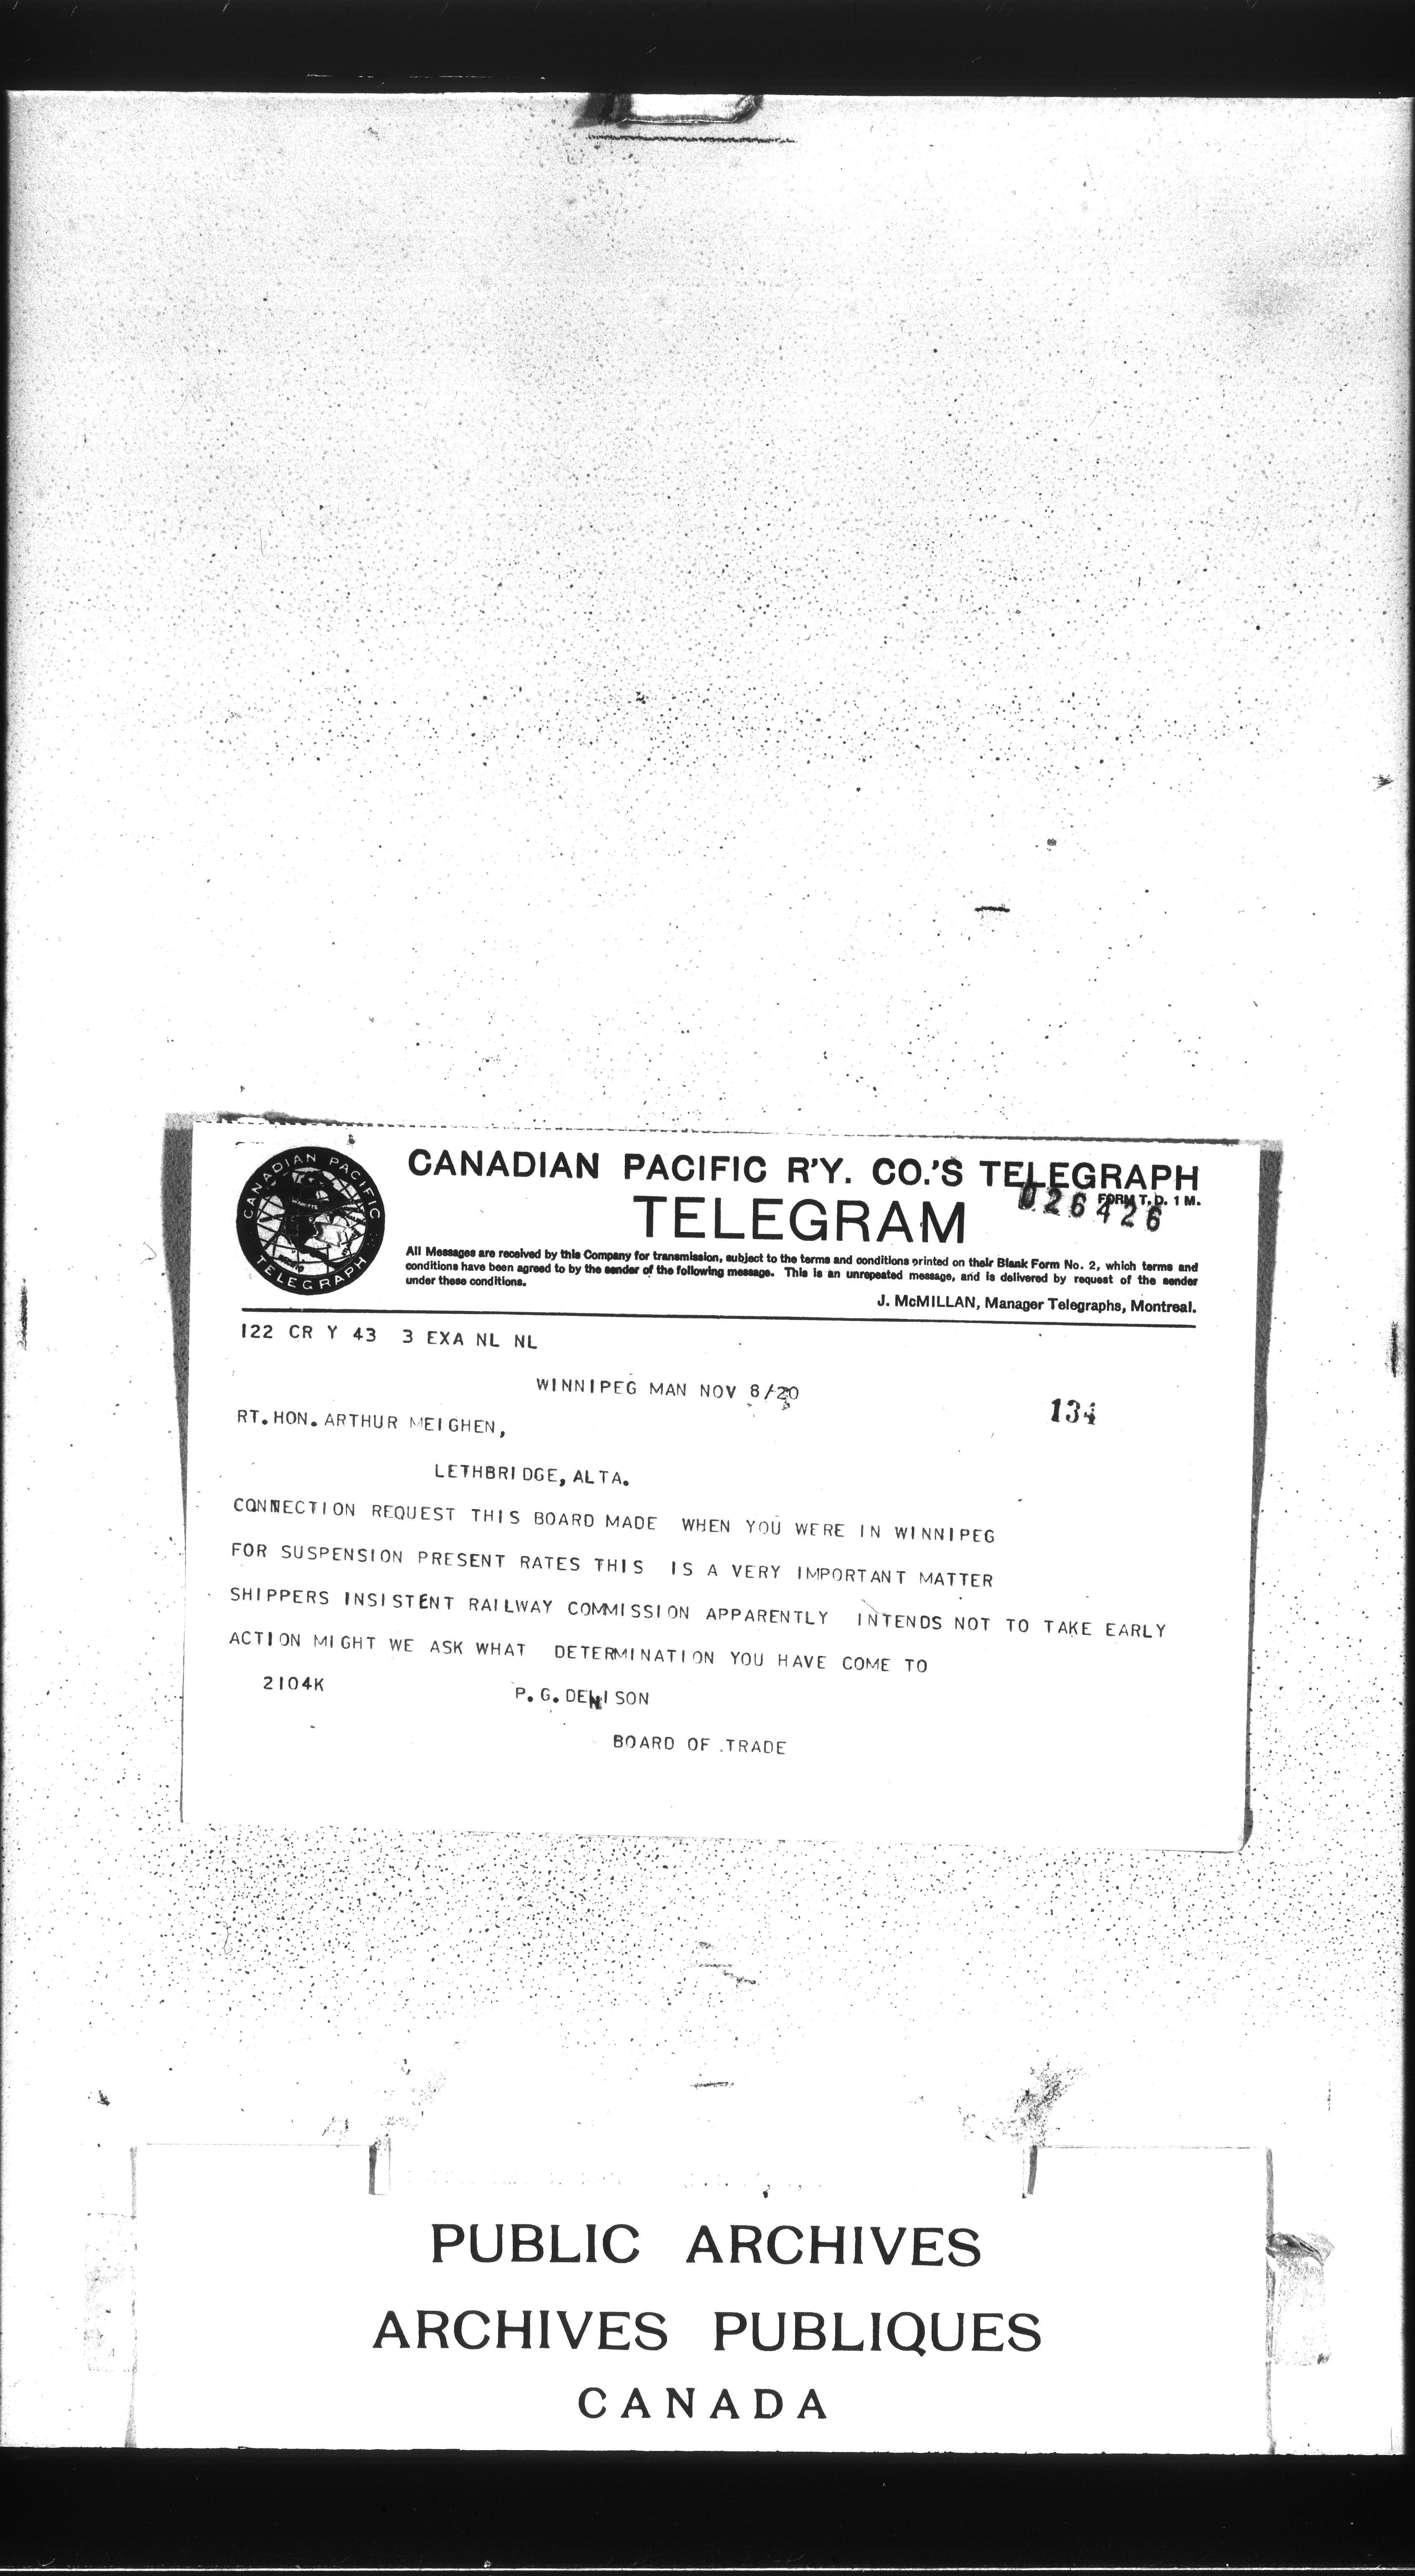 CANADIAN PACIFIC TELEGRAPH
CANADIAN PACIFIC R'Y. CO.'S TELEGRAPH
TELEGRAM
FORM T. D. 1 M.
026426
All Messages are received by this Company for transmission, subject to the terms and conditions printed on their Blank Form No. 2, which terms and
conditions have been agreed to by the sender of the following message. This is an unrepeated message, and is delivered by request of the sender
under these conditions.
J. McMILLAN, Manager Telegraphs, Montreal.
122 CR Y 43 3 EXA NL NL
WINNIPEG MAN NOV 8/20
134
RT.HON.ARTHUR MEIGHEN,
LETHBRIDGE, ALTA.
CONNECTION REQUEST THIS BOARD MADE WHEN YOU WERE IN WINNIPEG
FOR SUSPENSION PRESENT RATES THIS IS A VERY IMPORTANT MATTER
SHIPPERS INSISTENT RAILWAY COMMISSION APPARENTLY INTENDS NOT TO TAKE EARLY
ACTION MIGHT WE ASK WHAT DETERMINATION YOU HAVE COME TO
2104K P.G.DENISON
BOARD OF TRADE
PUBLIC ARCHIVES
ARCHIVES PUBLIQUES
CANADA